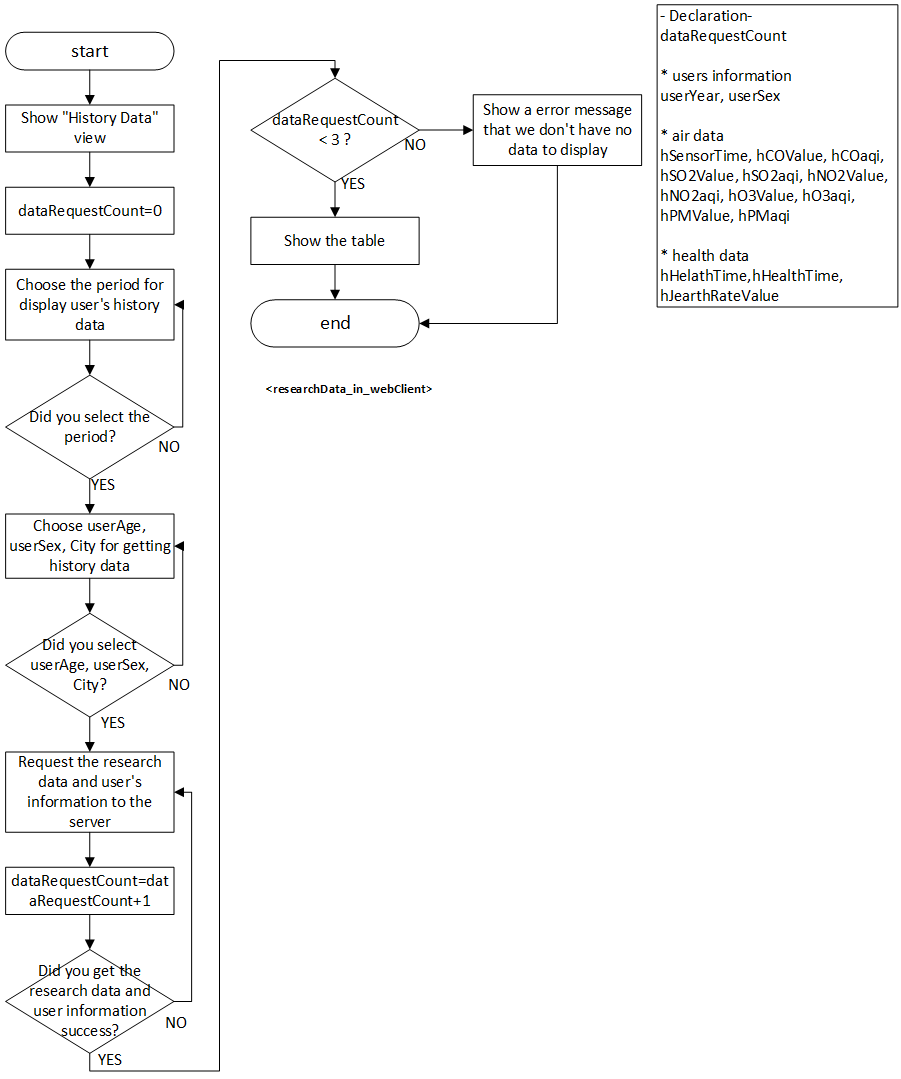 start
Show "History Data"
view
dataRequestCount=0
Choose the period for
display user's history
data
Did you select the
period?
NO
YES
Choose userAge,
userSex, City for getting
history data
Did you select
userAge, userSex,
City?
NO
YES
Request the research
data and user's
information to the
server
dataRequestCount=dat
aRequestCount+1
Did you get the
research data and
user information
success?
NO
YES
dataRequestCount
< 3 ?
NO
YES
Show a error message
that we don't have no
data to display
Show the table
end
<researchData_in_webClient>
- Declaration-
dataRequestCount
* users information
userYear, userSex
* air data
hSensorTime, hCOValue, hCOaqi,
hSO2Value, hSO2aqi, hNO2Value,
hNO2aqi, hO3Value, hO3aqi,
hPMValue, hPMaqi
* health data
hHelathTime,hHealthTime,
hJearthRateValue